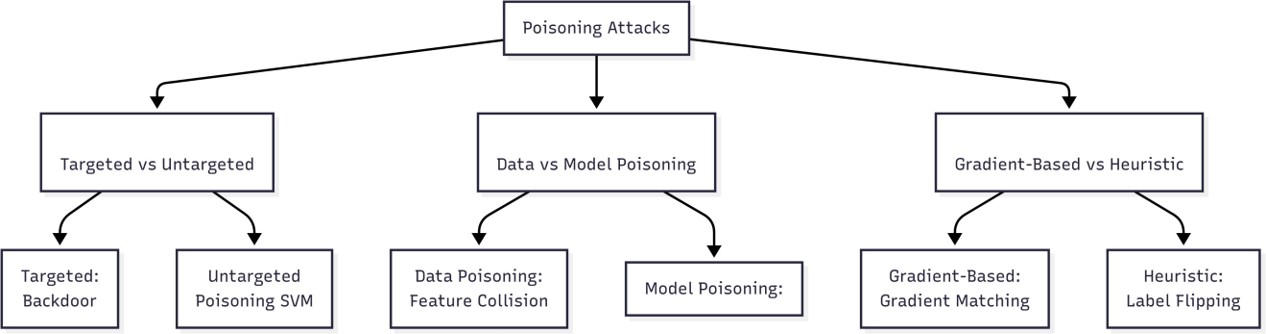 Poisoning Attacks
Targeted vs Untargeted
Data vs Model Poisoning
Gradient-Based vs Heuristic
Targeted:
Backdoor
Untargeted
Poisoning SVM
Data Poisoning:
Feature Collision
Model Poisoning:
Gradient-Based:
Gradient Matching
Heuristic:
Label Flipping